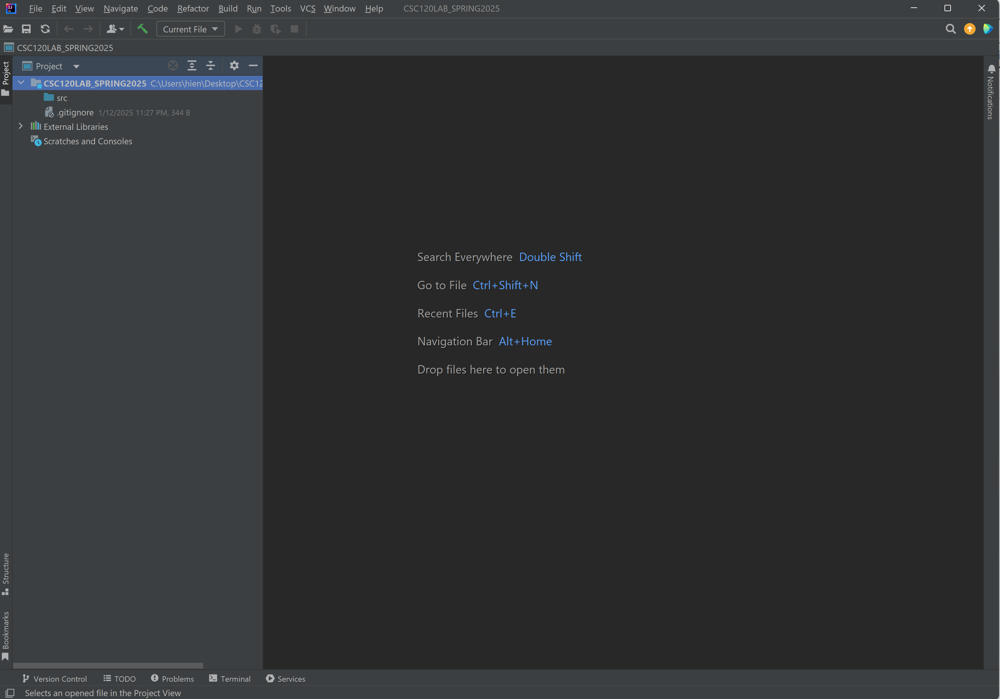 File Edit View Navigate Code Refactor Build Run Tools VCS Window Help CSC120LAB_SPRING2025
Current File
CSC120LAB_SPRING2025
Project
Project
CSC120LAB_SPRING2025 C:\Users\hien\Desktop\CSC12
src
.gitignore 1/12/2025 11:27 PM, 344 B
External Libraries
Scratches and Consoles
Notifications
Search Everywhere Double Shift
Go to File Ctrl+Shift+N
Recent Files Ctrl+E
Navigation Bar Alt+Home
Drop files here to open them
Structure
Bookmarks
Version Control TODO Problems Terminal Services
Selects an opened file in the Project View